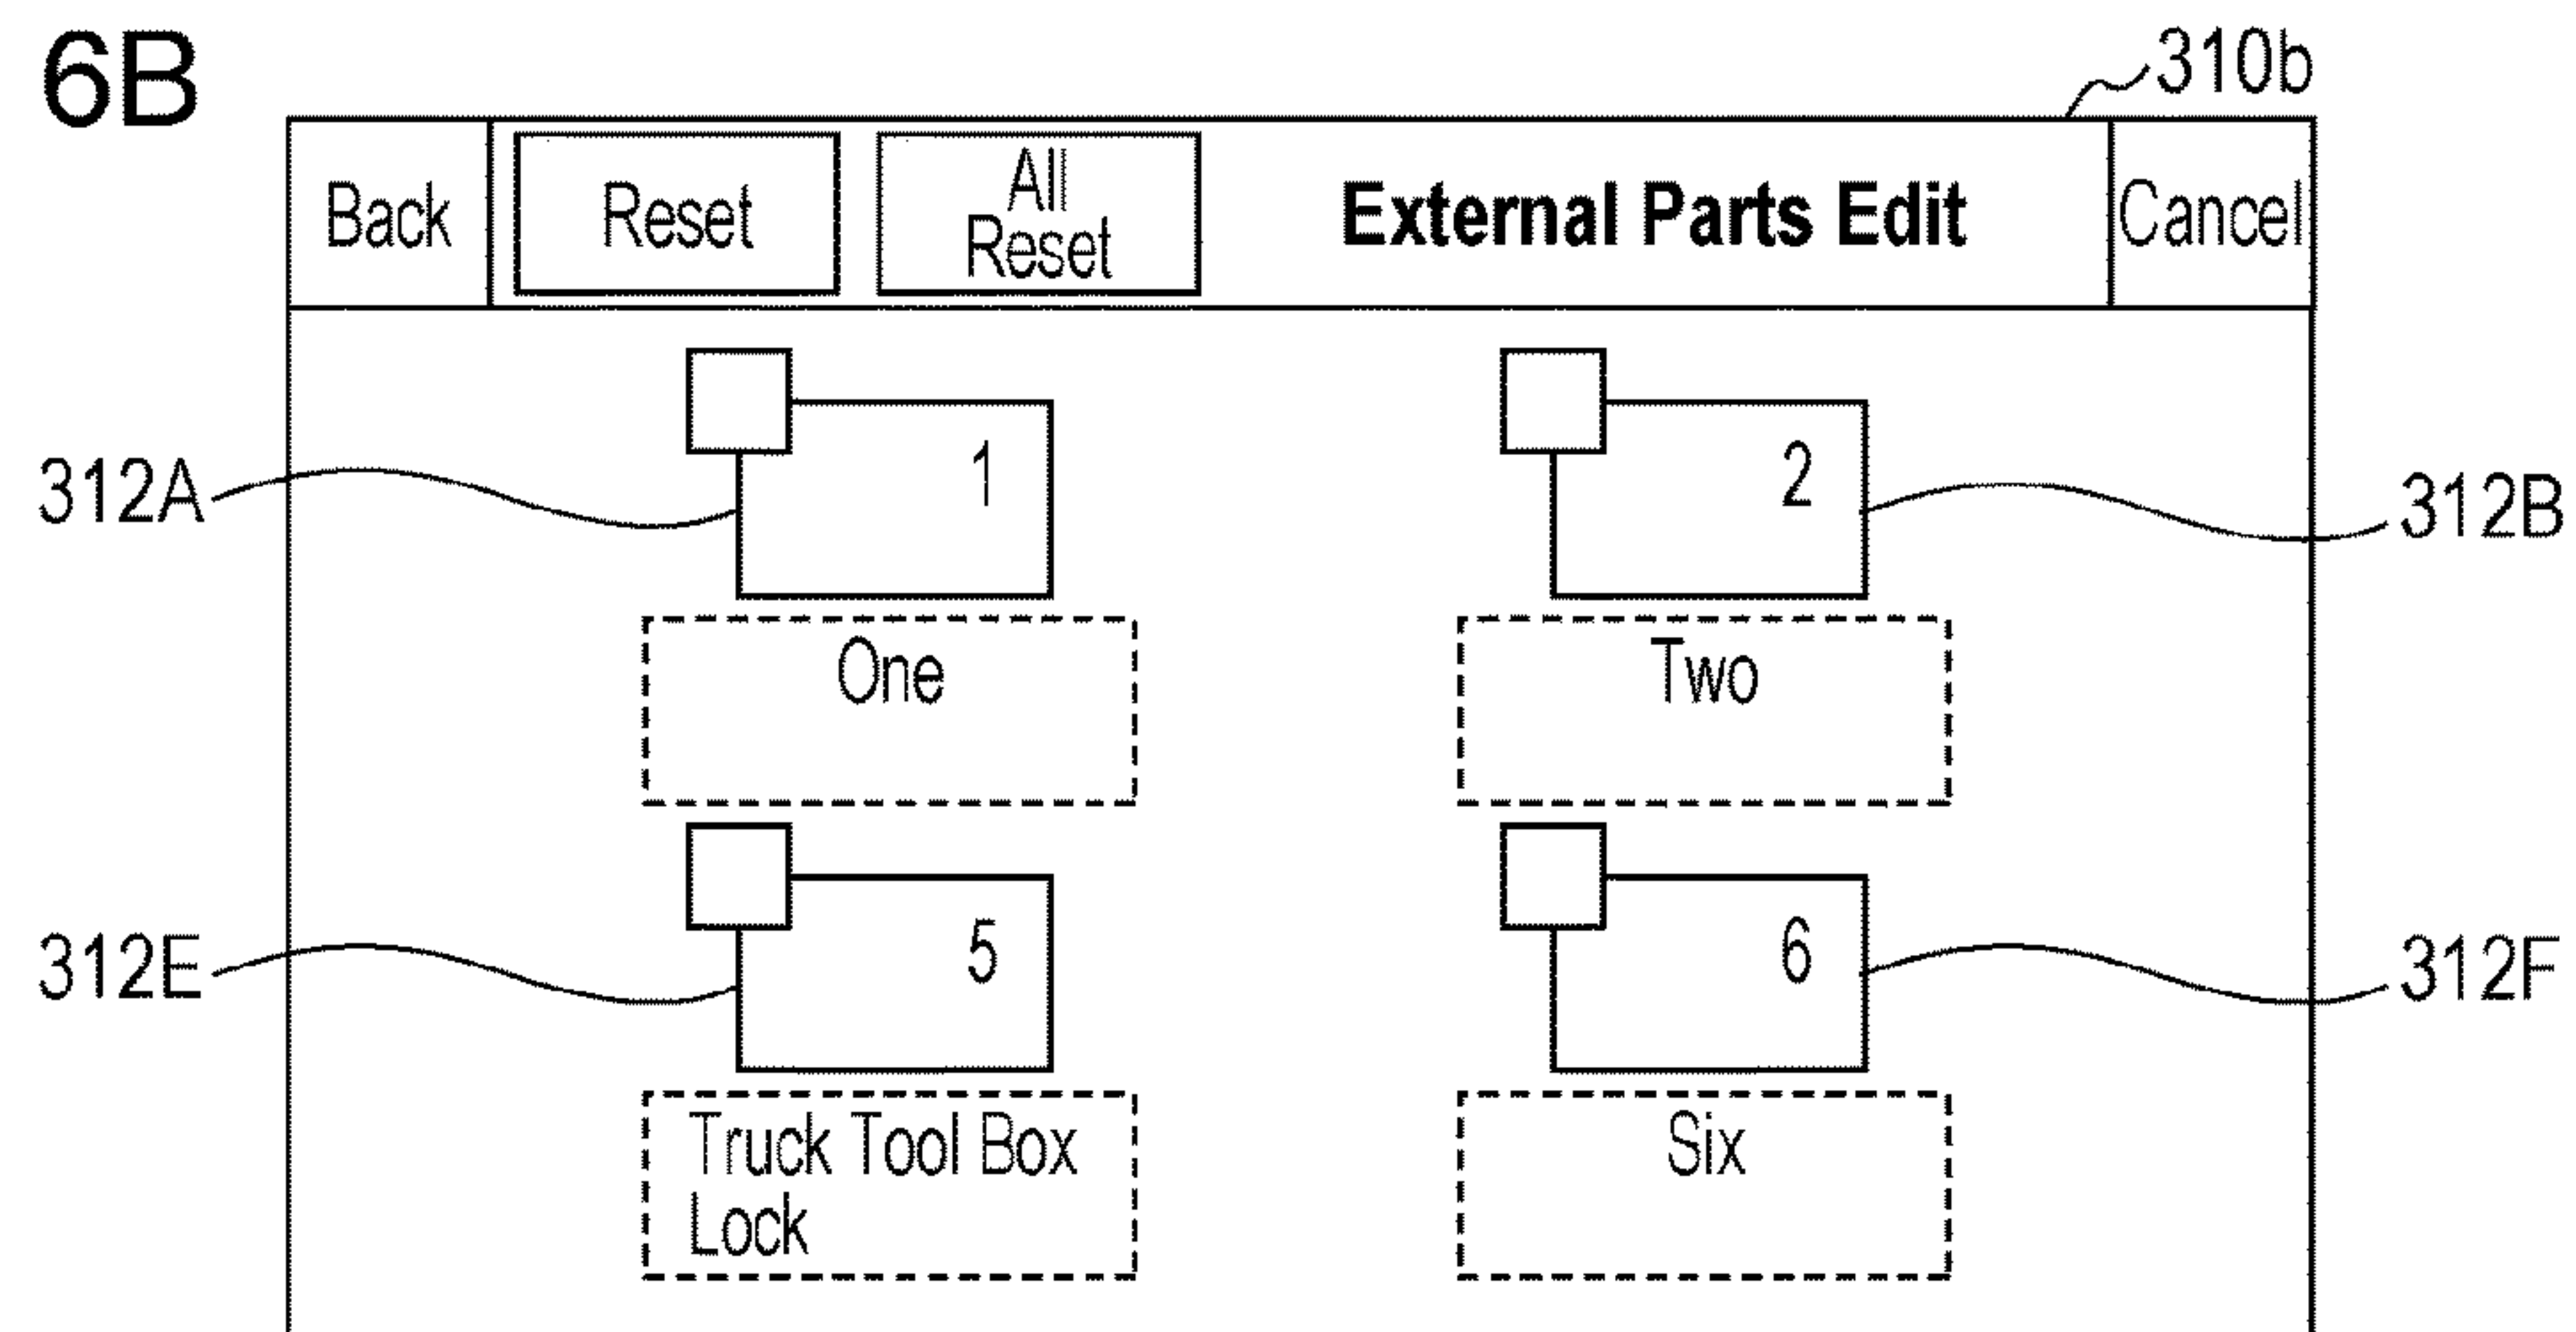 6B
310b
Back
Reset
All
Reset
External Parts Edit
Cancel
312A
1
2
312B
One
Two
312E
5
6
312F
Truck Tool Box
Lock
Six